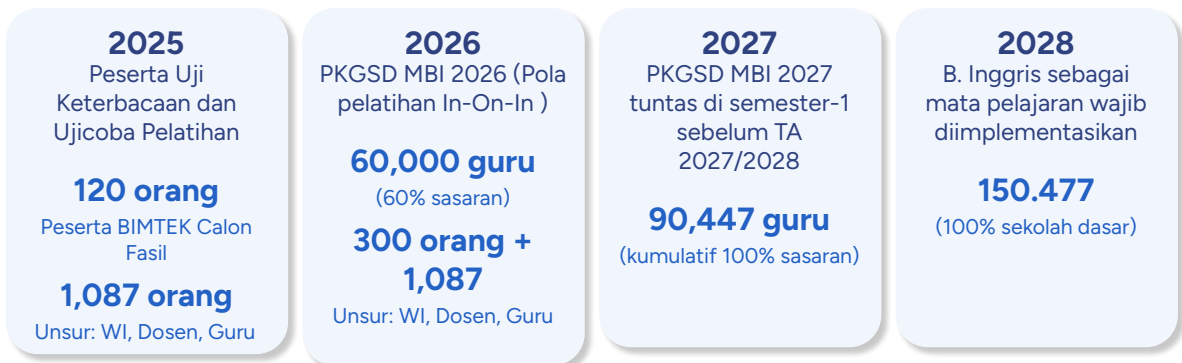 2025
Peserta Uji
Keterbacaan dan
Ujicoba Pelatihan
120 orang
Peserta BIMTEK Calon
Fasil
1,087 orang
Unsur: WI, Dosen, Guru
2026
PKGSD MBI 2026 (Pola
pelatihan In-On-In )
60,000 guru
(60% sasaran)
300 orang +
1,087
Unsur: WI, Dosen, Guru
2027
PKGSD MBI 2027
tuntas di semester-1
sebelum TA
2027/2028
90,447 guru
(kumulatif 100% sasaran)
2028
B. Inggris sebagai
mata pelajaran wajib
diimplementasikan
150.477
(100% sekolah dasar)